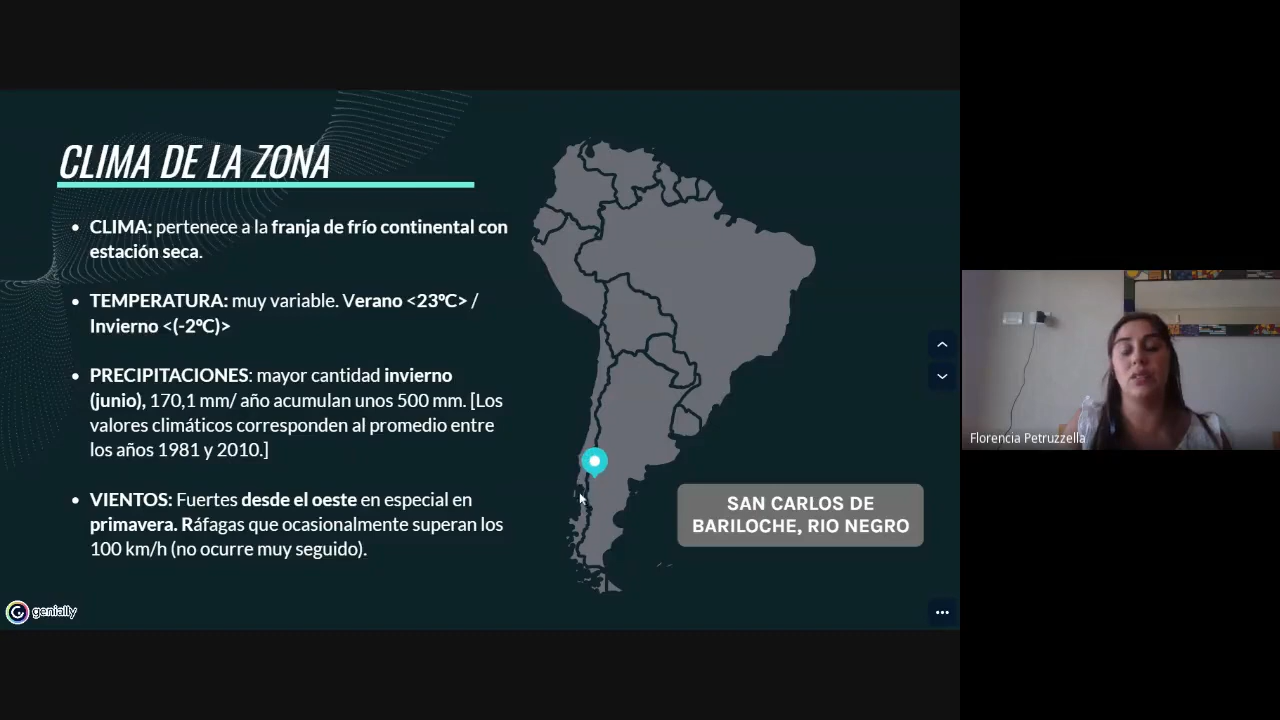 CLIMA DE LA ZONA
• CLIMA: pertenece a la franja de frío continental con
estación seca.
• TEMPERATURA: muy variable. Verano <23ºC> /
Invierno <(-2ºC)>
• PRECIPITACIONES: mayor cantidad invierno
(junio), 170,1 mm/ año acumulan unos 500 mm. [Los
valores climáticos corresponden al promedio entre
los años 1981 y 2010.]
• VIENTOS: Fuertes desde el oeste en especial en
primavera. Ráfagas que ocasionalmente superan los
100 km/h (no ocurre muy seguido).
SAN CARLOS DE
BARILOCHE, RIO NEGRO
genially
Florencia Petruzzella